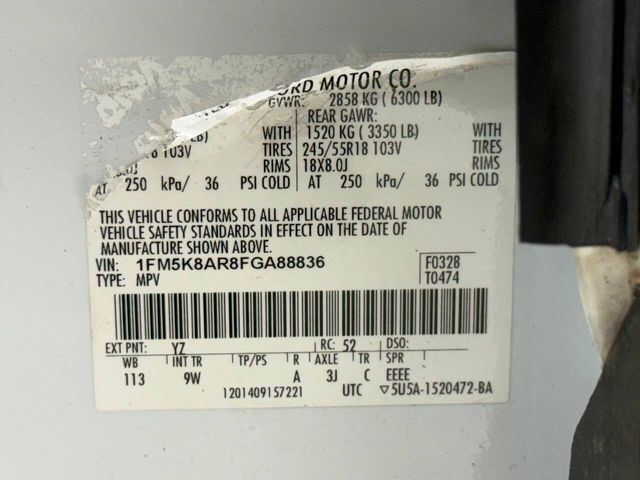 ORD MOTOR CO.
GVWR: 2858 KG ( 6300 LB)
REAR GAWR:
LB) WITH 1520 KG ( 3350 LB) WITH
18 103V TIRES 245/55R18 103V TIRES
RIMS 18X8.0J RIMS
AT 250 kPa/ 36 PSI COLD AT 250 kPa/ 36 PSI COLD
THIS VEHICLE CONFORMS TO ALL APPLICABLE FEDERAL MOTOR
VEHICLE SAFETY STANDARDS IN EFFECT ON THE DATE OF
MANUFACTURE SHOWN ABOVE.
VIN: 1FM5K8AR8FGA88836 F0328
TYPE: MPV T0474
EXT PNT: Y7 RC: 52 DSO:
WB INT TR TP/PS R AXLE TR SPR
113 9W A 3J C EEEE
1201409157221 UTC ▽5U5A-1520472-BA